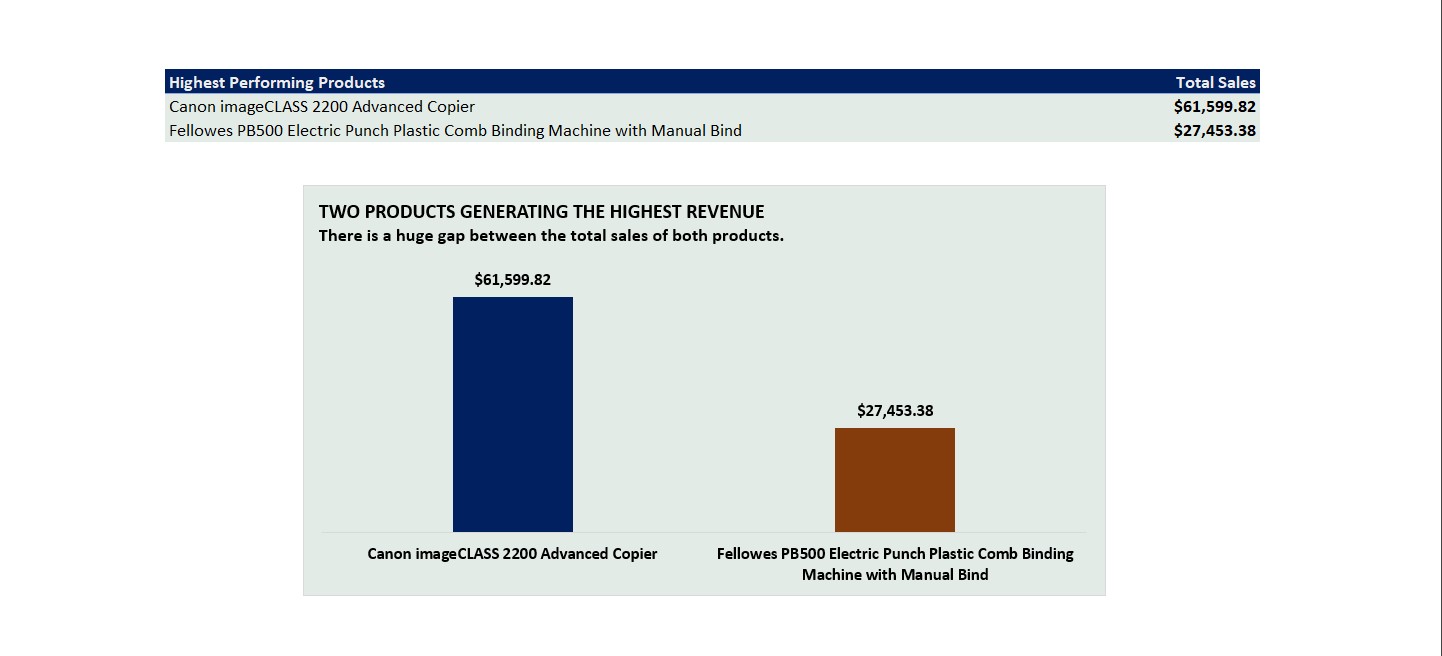 Highest Performing Products Total Sales
Canon imageCLASS 2200 Advanced Copier $61,599.82
Fellowes PB500 Electric Punch Plastic Comb Binding Machine with Manual Bind $27,453.38
TWO PRODUCTS GENERATING THE HIGHEST REVENUE
There is a huge gap between the total sales of both products.
$61,599.82
$27,453.38
Canon imageCLASS 2200 Advanced Copier
Fellowes PB500 Electric Punch Plastic Comb Binding
Machine with Manual Bind